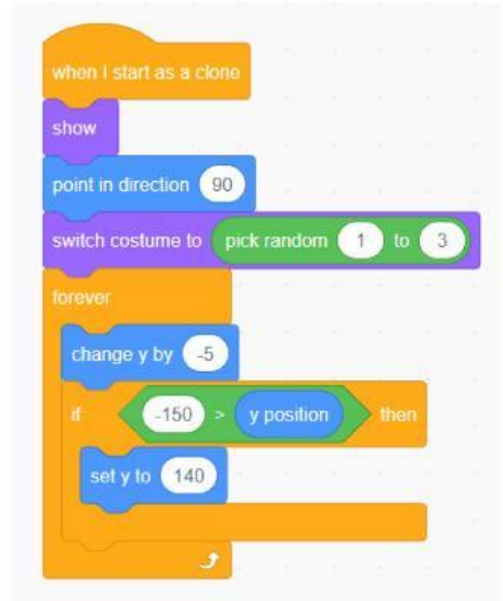 when I start as a clone
show
point in direction 90
switch costume to pick random 1 to 3
forever
change y by -5
if -150 > y position then
set y to 140